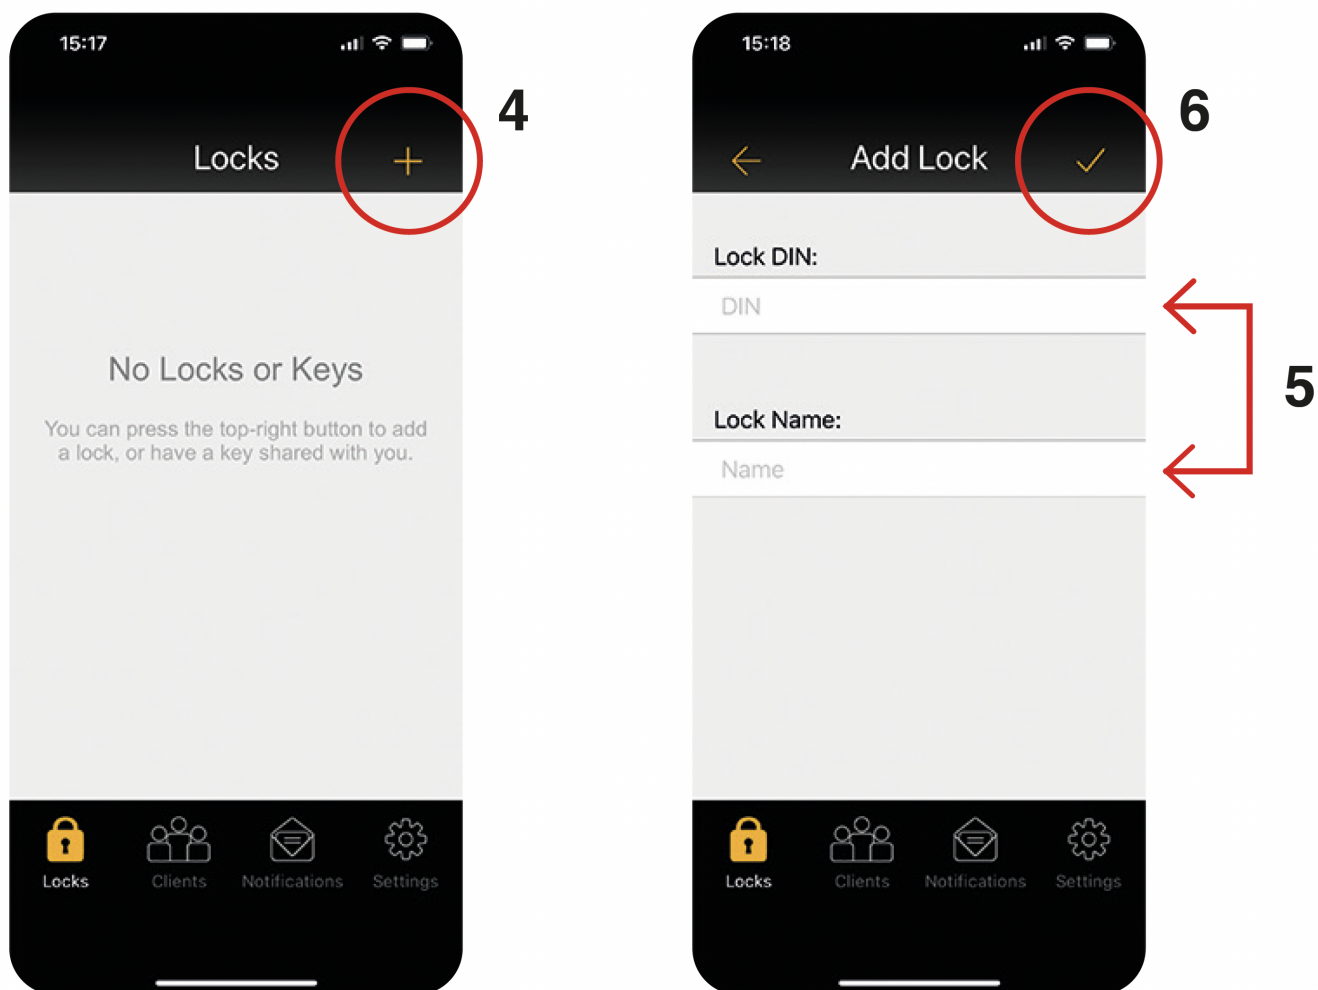 15:17
4
Locks
No Locks or Keys
You can press the top-right button to add
a lock, or have a key shared with you.
Locks
Clients
Notifications
Settings
15:18
6
Add Lock
Lock DIN:
DIN
5
Lock Name:
Name
Locks
Clients
Notifications
Settings